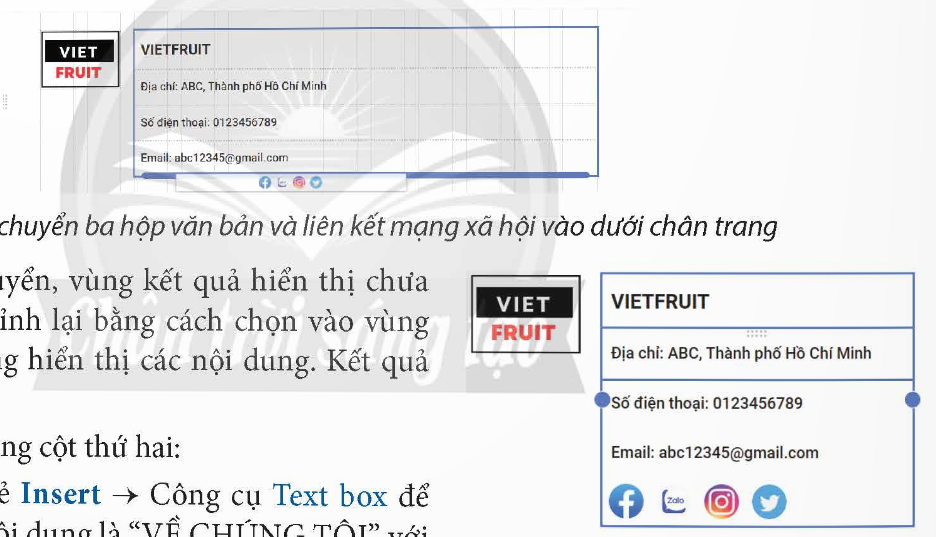 VIET
FRUIT
VIETFRUIT
Địa chỉ: ABC, Thành phố Hồ Chí Minh
Số điện thoại: 0123456789
Email: abc12345@gmail.com
chuyển ba hộp văn bản và liên kết mạng xã hội vào dưới chân trang
uyển, vùng kết quả hiển thị chưa
ỉnh lại bằng cách chọn vào vùng
ng hiển thị các nội dung. Kết quả
ng cột thứ hai:
ẻ Insert → Công cụ Text box để
ội dung là “VỀ CHÚNG TÔI” với
VIET
FRUIT
VIETFRUIT
Địa chỉ: ABC, Thành phố Hồ Chí Minh
Số điện thoại: 0123456789
Email: abc12345@gmail.com
Zalo
Chân trời sáng tạo